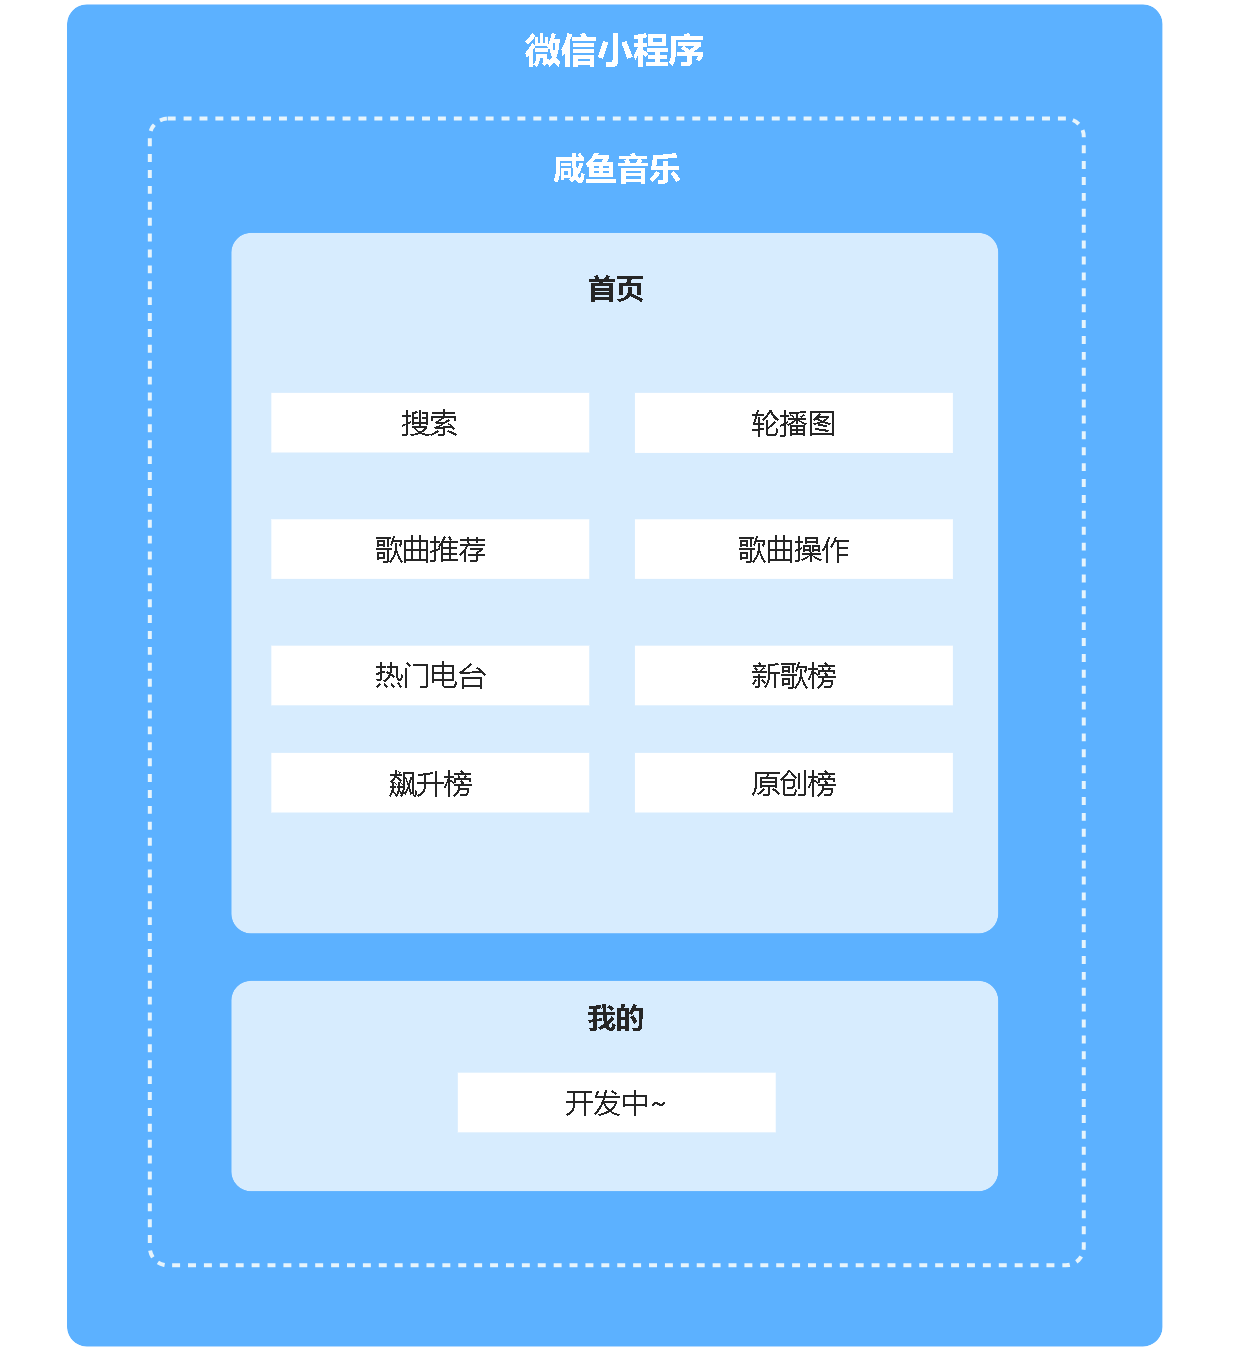 微信小程序
咸鱼音乐
首页
搜索
轮播图
歌曲推荐
歌曲操作
热门电台
新歌榜
飙升榜
原创榜
我的
开发中~